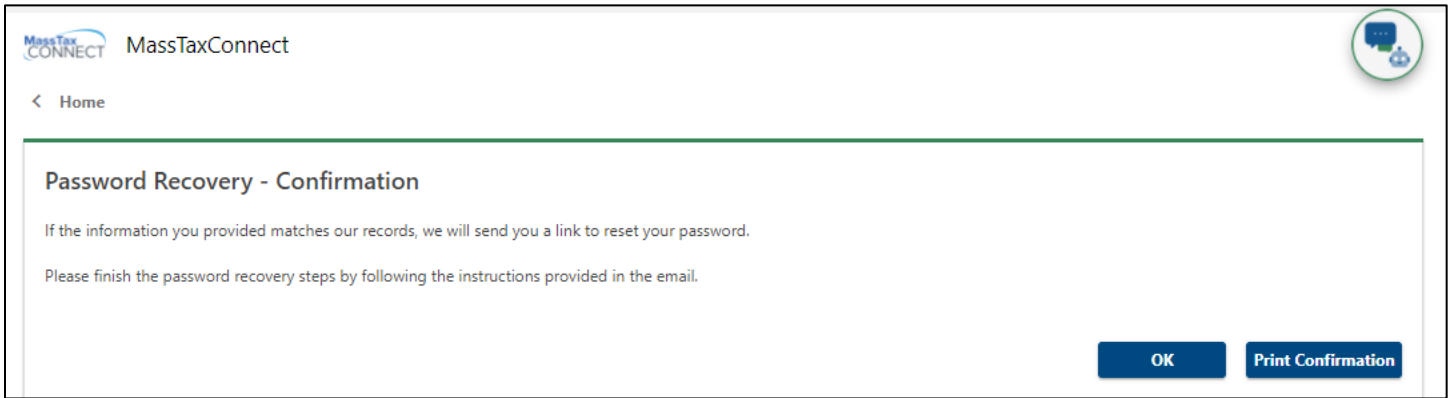 MassTax
CONNECT
MassTaxConnect
< Home
Password Recovery - Confirmation
If the information you provided matches our records, we will send you a link to reset your password.
Please finish the password recovery steps by following the instructions provided in the email.
OK
Print Confirmation